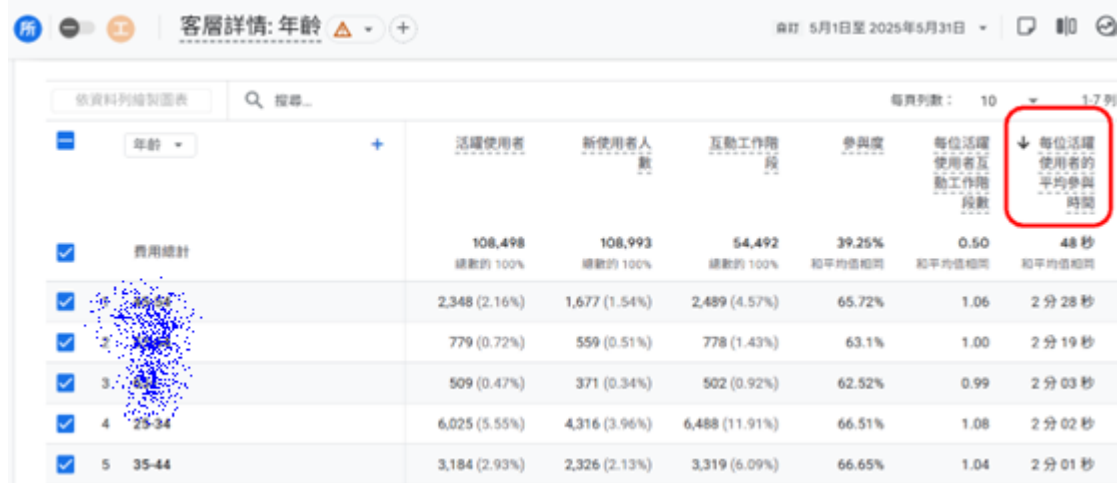 所 工 客層詳情: 年齡 自訂 5月1日至 2025年5月31日
依資料列繪製圖表 搜尋... 每頁列數： 10 1-7 列
年齡 + 活躍使用者 新使用者人數 互動工作階段 參與度 每位活躍使用者互動工作階段數 ↓ 每位活躍使用者的平均參與時間
費用總計 108,498 108,993 54,492 39.25% 0.50 48 秒
總數的 100% 總數的 100% 總數的 100% 和平均值相同 和平均值相同 和平均值相同
2,348 (2.16%) 1,677 (1.54%) 2,489 (4.57%) 65.72% 1.06 2 分 28 秒
2 779 (0.72%) 559 (0.51%) 778 (1.43%) 63.1% 1.00 2 分 19 秒
3 509 (0.47%) 371 (0.34%) 502 (0.92%) 62.52% 0.99 2 分 03 秒
4 25-34 6,025 (5.55%) 4,316 (3.96%) 6,488 (11.91%) 66.51% 1.08 2 分 02 秒
5 35-44 3,184 (2.93%) 2,326 (2.13%) 3,319 (6.09%) 66.65% 1.04 2 分 01 秒